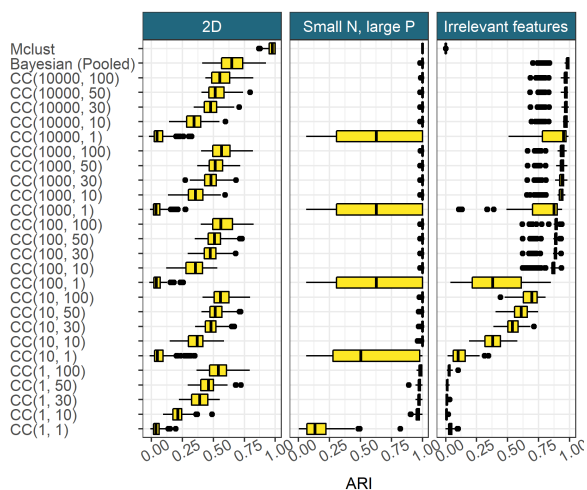 2D Small N, large P Irrelevant features
Mclust
Bayesian (Pooled)
CC(10000, 100)
CC(10000, 50)
CC(10000, 30)
CC(10000, 10)
CC(10000, 1)
CC(1000, 100)
CC(1000, 50)
CC(1000, 30)
CC(1000, 10)
CC(1000, 1)
CC(100, 100)
CC(100, 50)
CC(100, 30)
CC(100, 10)
CC(100, 1)
CC(10, 100)
CC(10, 50)
CC(10, 30)
CC(10, 10)
CC(10, 1)
CC(1, 100)
CC(1, 50)
CC(1, 30)
CC(1, 10)
CC(1, 1)
0.00 0.25 0.50 0.75 1.00 0.00 0.25 0.50 0.75 1.00 0.00 0.25 0.50 0.75 1.00
ARI